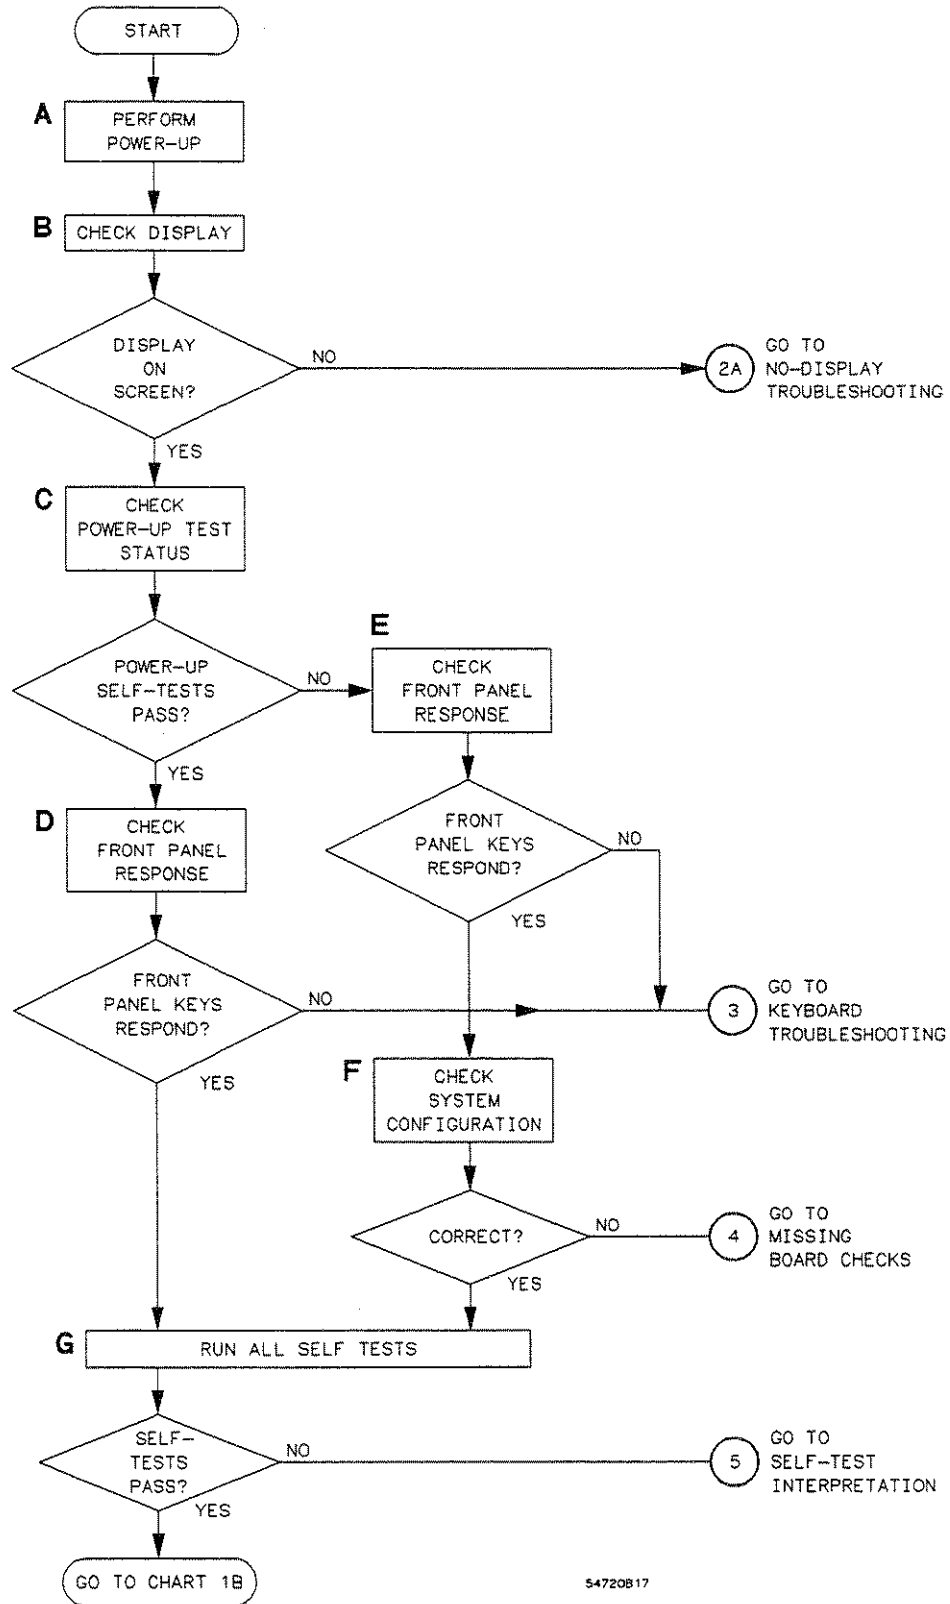 START
A
PERFORM
POWER-UP
B
CHECK DISPLAY
DISPLAY
ON
SCREEN?
NO
2A
GO TO
NO-DISPLAY
TROUBLESHOOTING
YES
C
CHECK
POWER-UP TEST
STATUS
POWER-UP
SELF-TESTS
PASS?
NO
E
CHECK
FRONT PANEL
RESPONSE
YES
D
CHECK
FRONT PANEL
RESPONSE
FRONT
PANEL KEYS
RESPOND?
NO
YES
FRONT
PANEL KEYS
RESPOND?
NO
3
GO TO
KEYBOARD
TROUBLESHOOTING
YES
F
CHECK
SYSTEM
CONFIGURATION
CORRECT?
NO
4
GO TO
MISSING
BOARD CHECKS
YES
G
RUN ALL SELF TESTS
SELF-
TESTS
PASS?
NO
5
GO TO
SELF-TEST
INTERPRETATION
YES
GO TO CHART 1B
54720B17